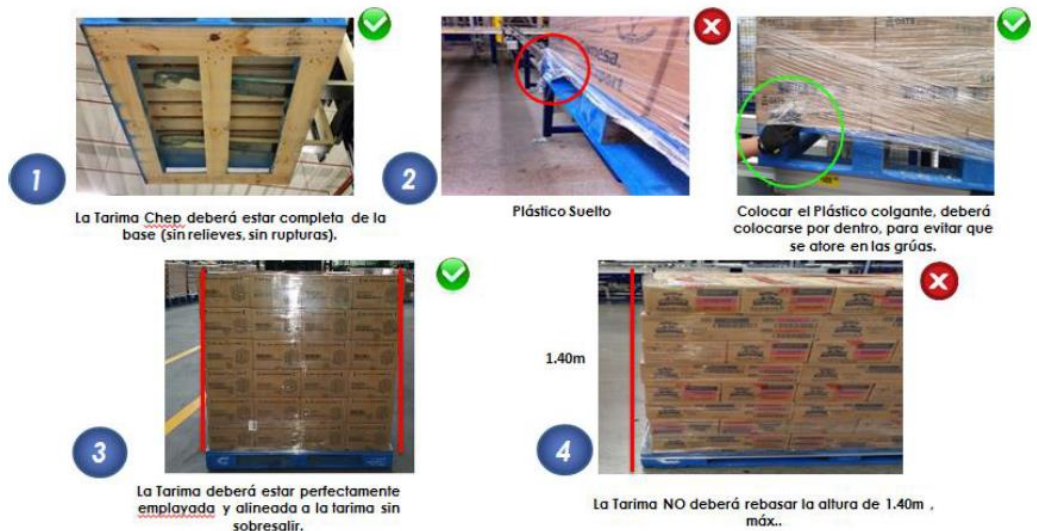 1
La Tarima Chep deberá estar completa de la
base (sin relieves, sin rupturas).
2
Plástico Suelto
Colocar el Plástico colgante, deberá
colocarse por dentro, para evitar que
se atore en las grúas.
3
La Tarima deberá estar perfectamente
emplayada y alineada a la tarima sin
sobresalir.
1.40m
4
La Tarima NO deberá rebasar la altura de 1.40m ,
máx..